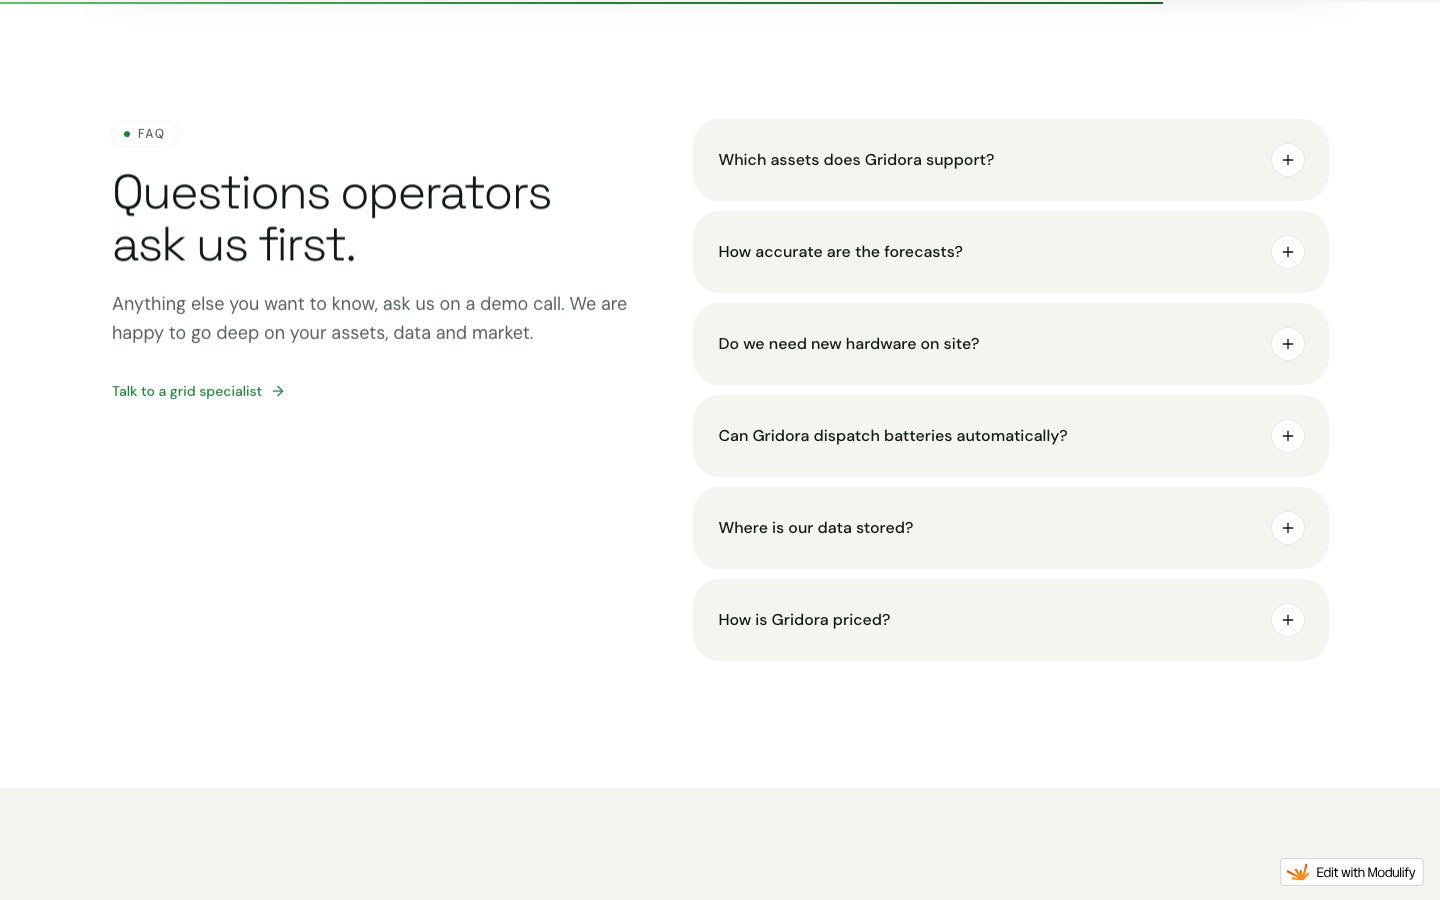 FAQ
Questions operators
ask us first.
Anything else you want to know, ask us on a demo call. We are
happy to go deep on your assets, data and market.
Talk to a grid specialist
Which assets does Gridora support?
How accurate are the forecasts?
Do we need new hardware on site?
Can Gridora dispatch batteries automatically?
Where is our data stored?
How is Gridora priced?
Edit with Modulify